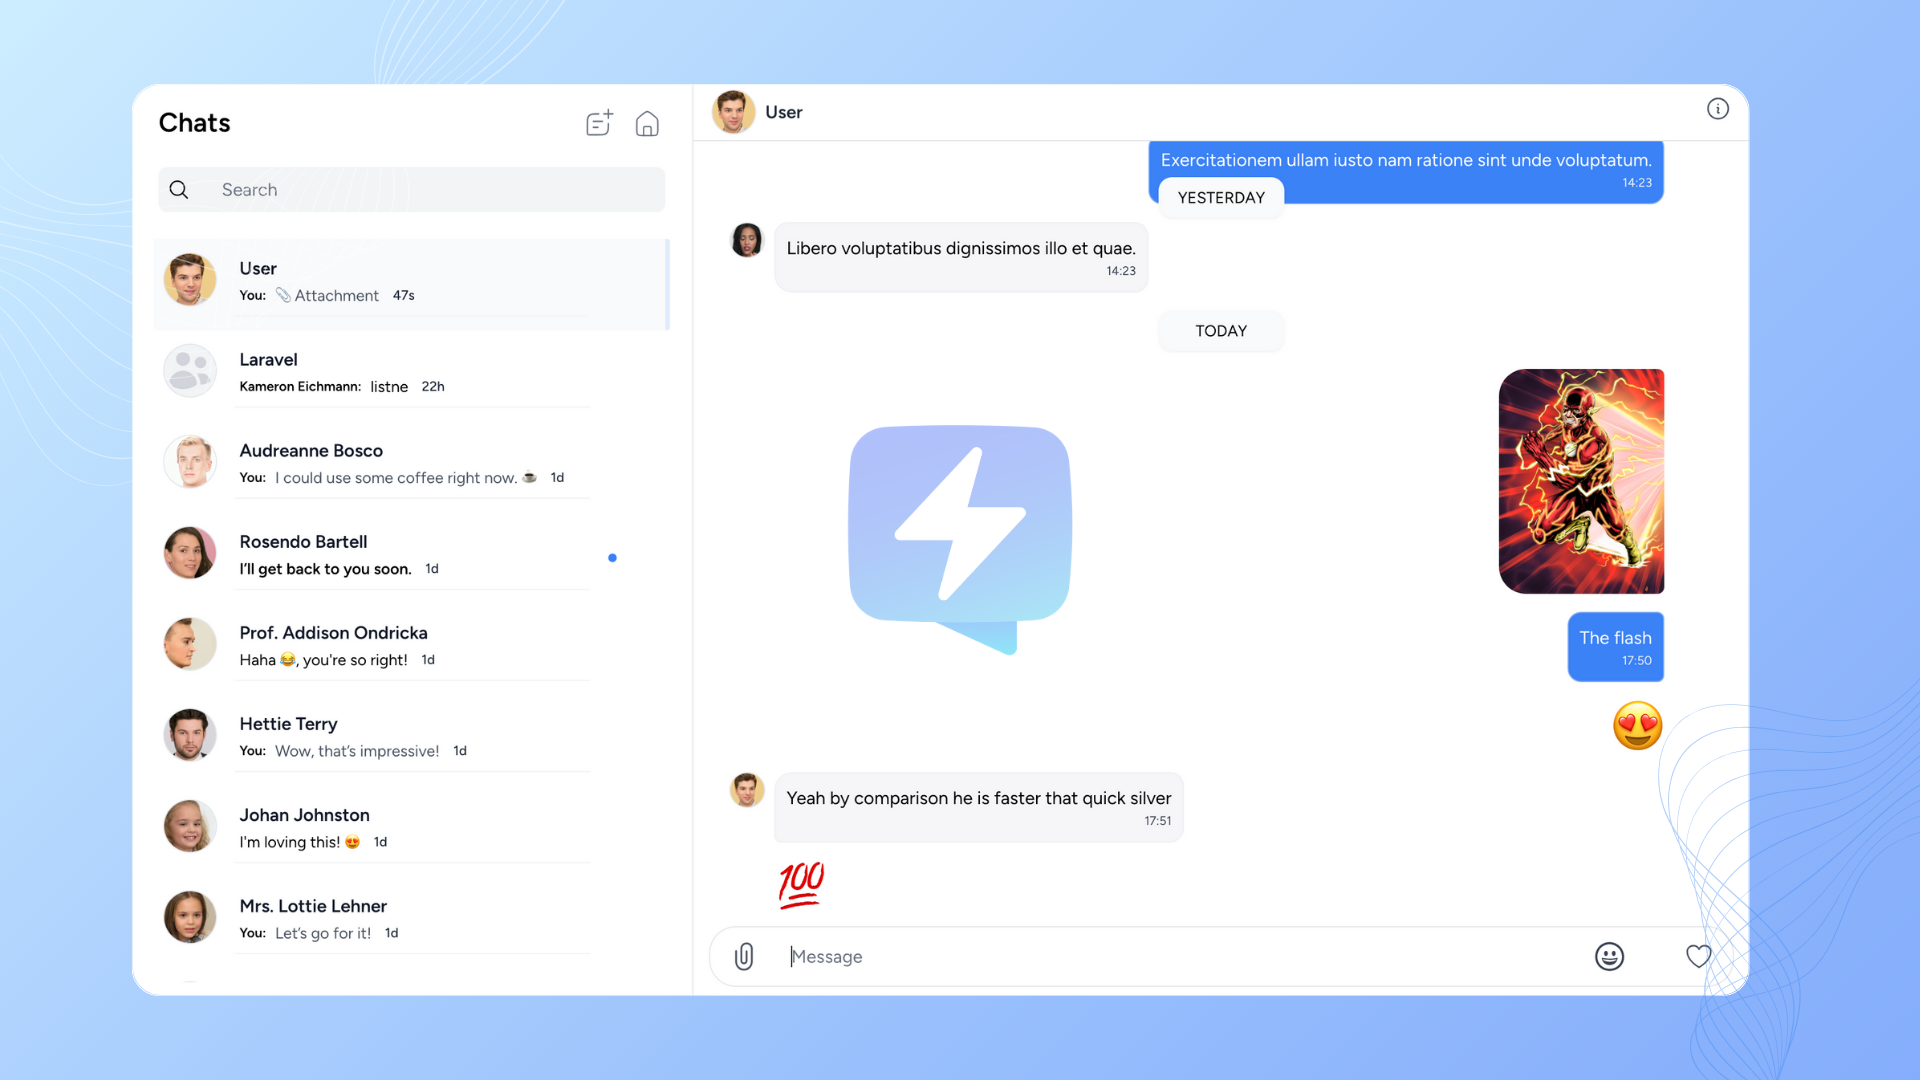 Chats
Search
User
You: 📎 Attachment 47s
Laravel
Kameron Eichmann: listne 22h
Audreanne Bosco
You: I could use some coffee right now. ☕ 1d
Rosendo Bartell
I'll get back to you soon. 1d
Prof. Addison Ondricka
Haha 😂, you're so right! 1d
Hettie Terry
You: Wow, that's impressive! 1d
Johan Johnston
I'm loving this! 😍 1d
Mrs. Lottie Lehner
You: Let's go for it! 1d
User
Exercitationem ullam iusto nam ratione sint unde voluptatum.
14:23
YESTERDAY
Libero voluptatibus dignissimos illo et quae.
14:23
TODAY
The flash
17:50
😍
Yeah by comparison he is faster that quick silver
17:51
💯
Message